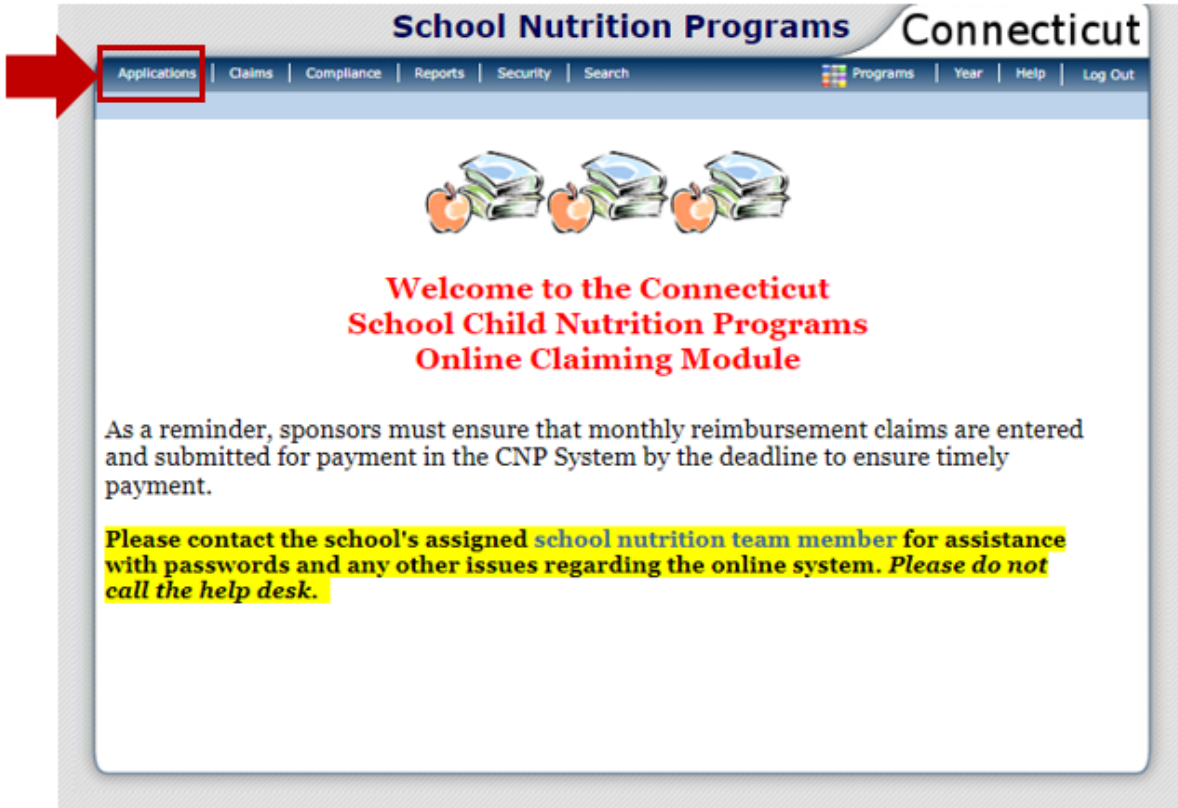 School Nutrition Programs Connecticut
Applications | Claims | Compliance | Reports | Security | Search Programs | Year | Help | Log Out
Welcome to the Connecticut
School Child Nutrition Programs
Online Claiming Module
As a reminder, sponsors must ensure that monthly reimbursement claims are entered
and submitted for payment in the CNP System by the deadline to ensure timely
payment.
Please contact the school's assigned school nutrition team member for assistance
with passwords and any other issues regarding the online system. Please do not
call the help desk.